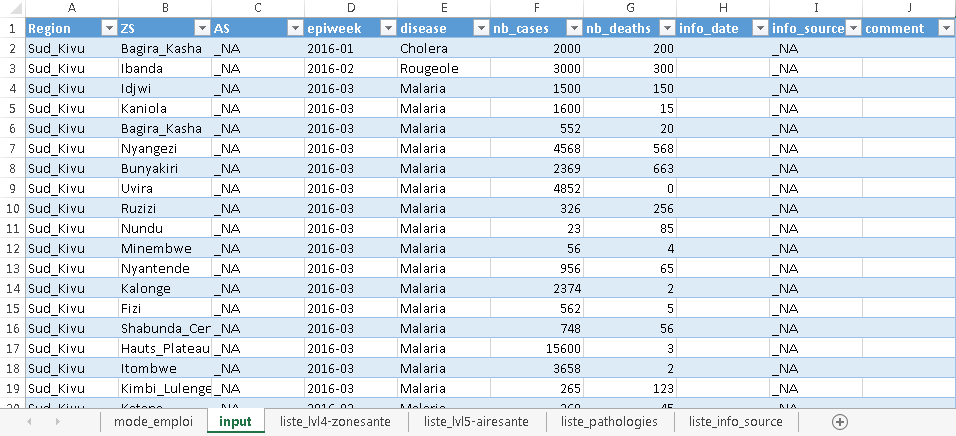 A B C D E F G H I J
1 Region ZS AS epiweek disease nb_cases nb_deaths info_date info_source comment
2 Sud_Kivu Bagira_Kasha _NA 2016-01 Cholera 2000 200 _NA
3 Sud_Kivu Ibanda _NA 2016-02 Rougeole 3000 300 _NA
4 Sud_Kivu Idjwi _NA 2016-03 Malaria 1500 150 _NA
5 Sud_Kivu Kaniola _NA 2016-03 Malaria 1600 15 _NA
6 Sud_Kivu Bagira_Kasha _NA 2016-03 Malaria 552 20 _NA
7 Sud_Kivu Nyangezi _NA 2016-03 Malaria 4568 568 _NA
8 Sud_Kivu Bunyakiri _NA 2016-03 Malaria 2369 663 _NA
9 Sud_Kivu Uvira _NA 2016-03 Malaria 4852 0 _NA
10 Sud_Kivu Ruzizi _NA 2016-03 Malaria 326 256 _NA
11 Sud_Kivu Nundu _NA 2016-03 Malaria 23 85 _NA
12 Sud_Kivu Minembwe _NA 2016-03 Malaria 56 4 _NA
13 Sud_Kivu Nyantende _NA 2016-03 Malaria 956 65 _NA
14 Sud_Kivu Kalonge _NA 2016-03 Malaria 2374 2 _NA
15 Sud_Kivu Fizi _NA 2016-03 Malaria 562 5 _NA
16 Sud_Kivu Shabunda_Cer _NA 2016-03 Malaria 748 56 _NA
17 Sud_Kivu Hauts_Plateau _NA 2016-03 Malaria 15600 3 _NA
18 Sud_Kivu Itombwe _NA 2016-03 Malaria 3658 2 _NA
19 Sud_Kivu Kimbi_Lulenge _NA 2016-03 Malaria 265 123 _NA
mode_emploi input liste_lvl4-zonesante liste_lvl5-airesante liste_pathologies liste_info_source